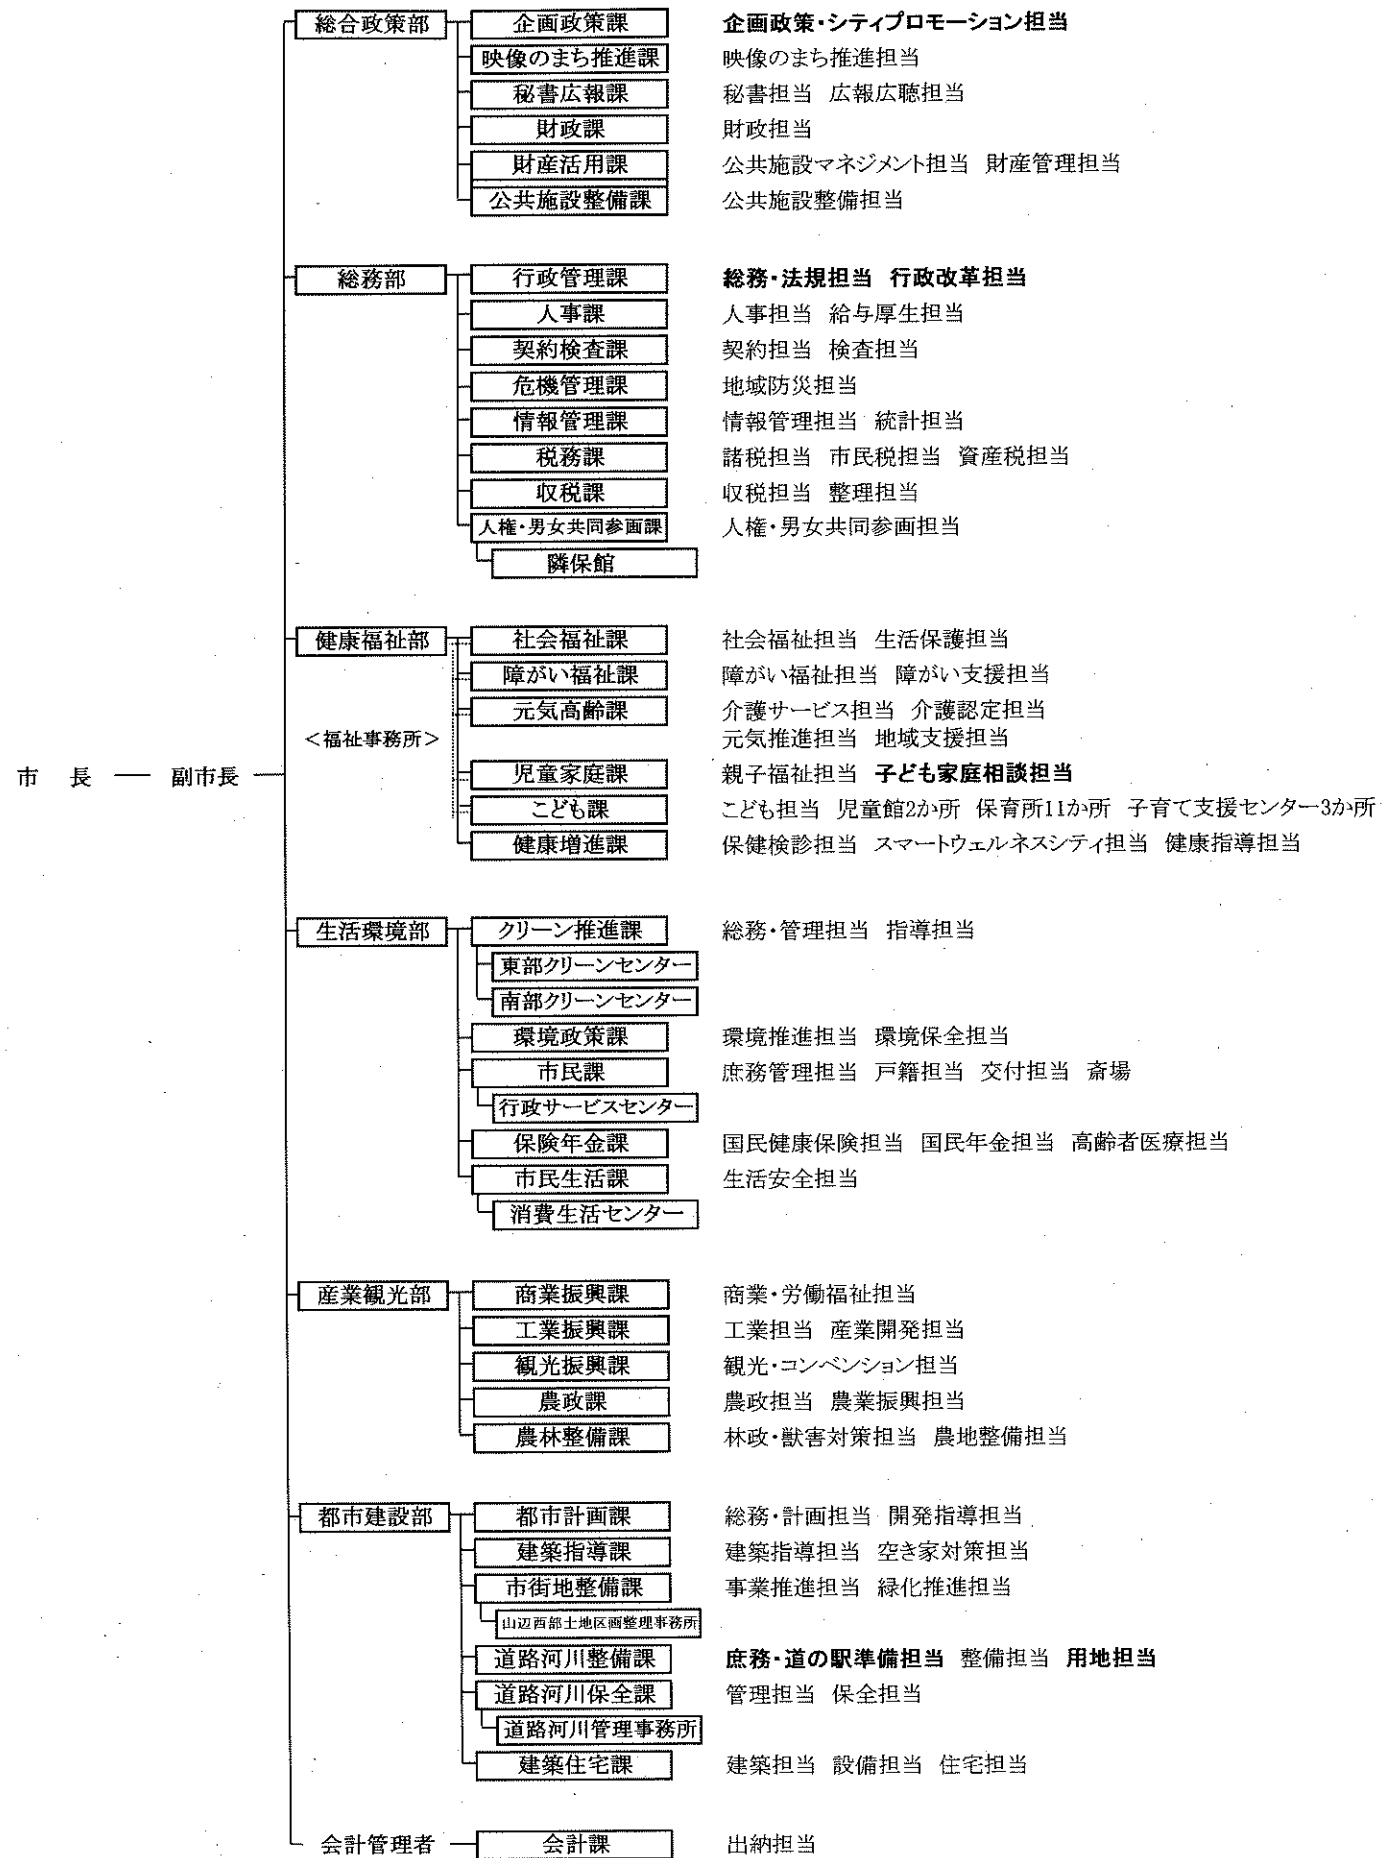 総合政策部 企画政策課 企画政策・シティプロモーション担当
映像のまち推進課 映像のまち推進担当
秘書広報課 秘書担当 広報広聴担当
財政課 財政担当
財産活用課 公共施設マネジメント担当 財産管理担当
公共施設整備課 公共施設整備担当
総務部 行政管理課 総務・法規担当 行政改革担当
人事課 人事担当 給与厚生担当
契約検査課 契約担当 検査担当
危機管理課 地域防災担当
情報管理課 情報管理担当 統計担当
税務課 諸税担当 市民税担当 資産税担当
収税課 収税担当 整理担当
人権・男女共同参画課 人権・男女共同参画担当
隣保館
健康福祉部 社会福祉課 社会福祉担当 生活保護担当
障がい福祉課 障がい福祉担当 障がい支援担当
元気高齢課 介護サービス担当 介護認定担当
<福祉事務所> 元気推進担当 地域支援担当
市 長 副市長 児童家庭課 親子福祉担当 子ども家庭相談担当
こども課 こども担当 児童館2か所 保育所11か所 子育て支援センター3か所
健康増進課 保健検診担当 スマートウェルネスシティ担当 健康指導担当
生活環境部 クリーン推進課 総務・管理担当 指導担当
東部クリーンセンター
南部クリーンセンター
環境政策課 環境推進担当 環境保全担当
市民課 庶務管理担当 戸籍担当 交付担当 斎場
行政サービスセンター
保険年金課 国民健康保険担当 国民年金担当 高齢者医療担当
市民生活課 生活安全担当
消費生活センター
産業観光部 商業振興課 商業・労働福祉担当
工業振興課 工業担当 産業開発担当
観光振興課 観光・コンベンション担当
農政課 農政担当 農業振興担当
農林整備課 林政・獣害対策担当 農地整備担当
都市建設部 都市計画課 総務・計画担当 開発指導担当
建築指導課 建築指導担当 空き家対策担当
市街地整備課 事業推進担当 緑化推進担当
山辺西部土地区画整理事務所
道路河川整備課 庶務・道の駅準備担当 整備担当 用地担当
道路河川保全課 管理担当 保全担当
道路河川管理事務所
建築住宅課 建築担当 設備担当 住宅担当
会計管理者 会計課 出納担当